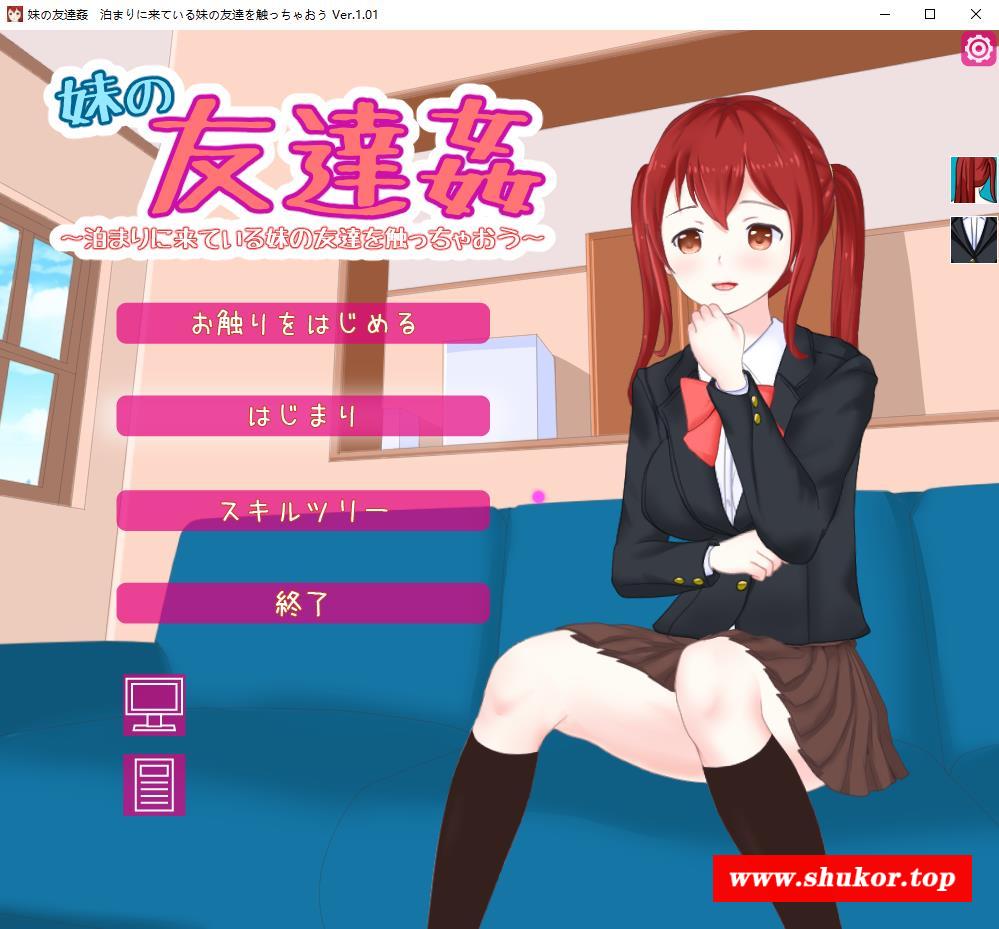 妹の友達姦　泊まりに来ている妹の友達を触っちゃおう Ver.1.01
妹の
友達姦
～泊まりに来ている妹の友達を触っちゃおう～
お触りをはじめる
はじまり
スキルツリー
終了
www.shukor.top